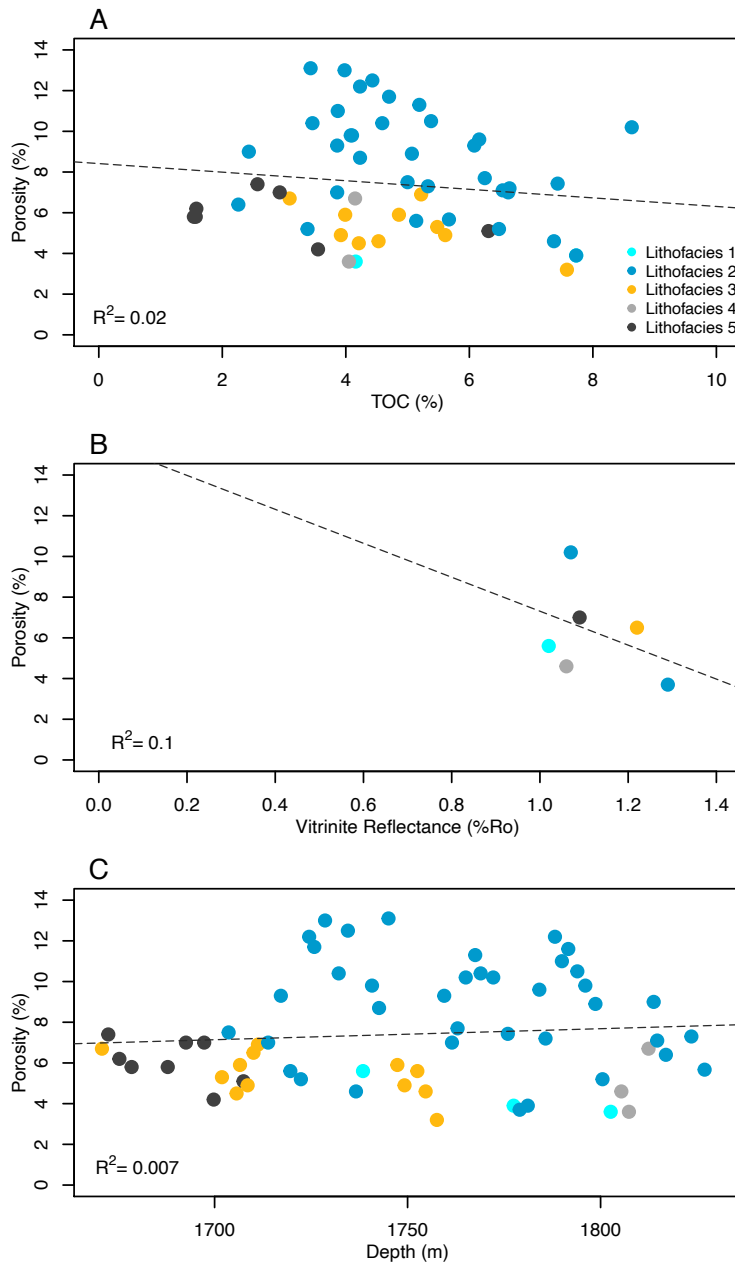 A
Porosity (%)
0
2
4
6
8
10
12
14
Lithofacies 1
Lithofacies 2
Lithofacies 3
Lithofacies 4
Lithofacies 5
R²= 0.02
0 2 4 6 8 10
TOC (%)
B
Porosity (%)
0
2
4
6
8
10
12
14
R²= 0.1
0.0 0.2 0.4 0.6 0.8 1.0 1.2 1.4
Vitrinite Reflectance (%Ro)
C
Porosity (%)
0
2
4
6
8
10
12
14
R²= 0.007
1700 1750 1800
Depth (m)